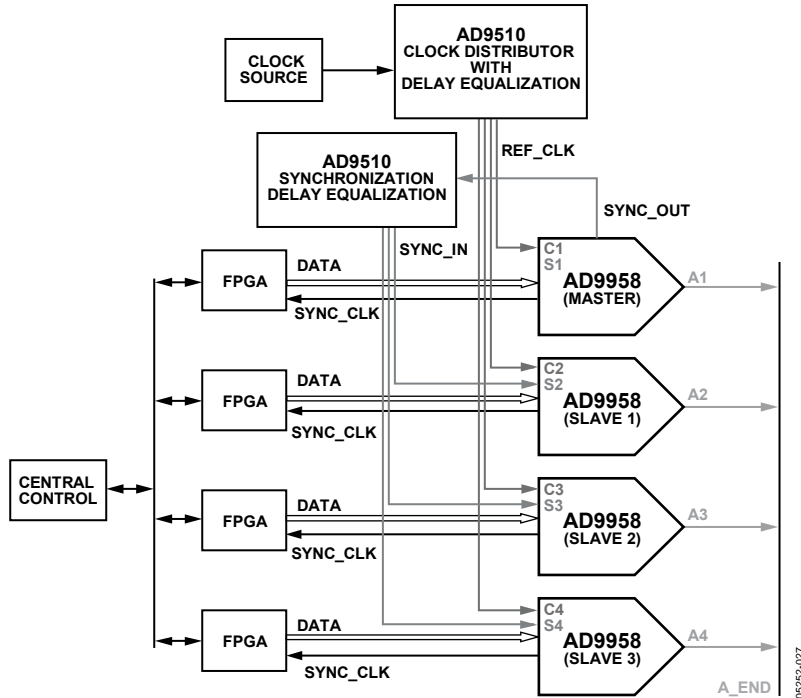 AD9510
CLOCK DISTRIBUTOR
WITH
DELAY EQUALIZATION
CLOCK
SOURCE
REF_CLK
AD9510
SYNCHRONIZATION
DELAY EQUALIZATION
SYNC_OUT
SYNC_IN
FPGA
DATA
SYNC_CLK
C1
S1
AD9958
(MASTER)
A1
FPGA
DATA
SYNC_CLK
C2
S2
AD9958
(SLAVE 1)
A2
CENTRAL
CONTROL
FPGA
DATA
SYNC_CLK
C3
S3
AD9958
(SLAVE 2)
A3
FPGA
DATA
SYNC_CLK
C4
S4
AD9958
(SLAVE 3)
A4
A_END
05252-027